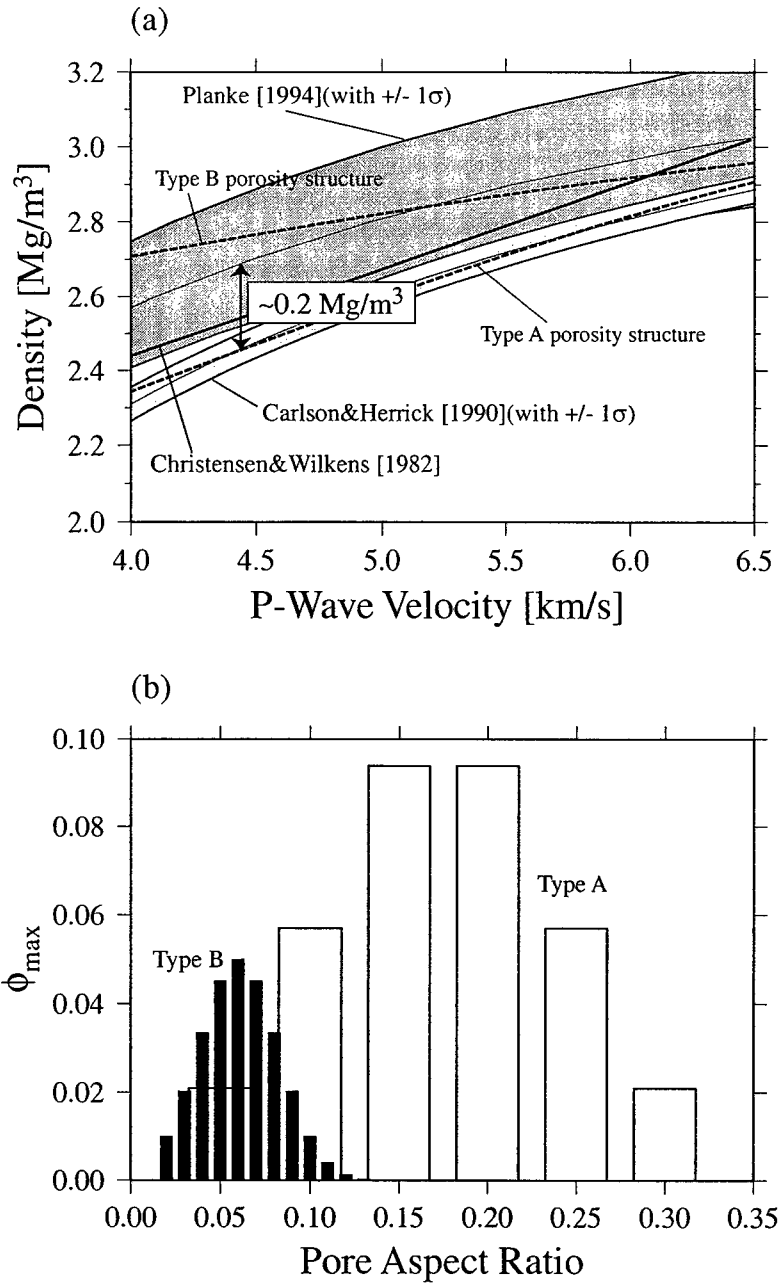 (a)
3.2
3.0
2.8
2.6
2.4
2.2
2.0
Density [Mg/m³]
Planke [1994](with +/- 1σ)
Type B porosity structure
~0.2 Mg/m³
Type A porosity structure
Carlson&Herrick [1990](with +/- 1σ)
Christensen&Wilkens [1982]
4.0 4.5 5.0 5.5 6.0 6.5
P-Wave Velocity [km/s]
(b)
0.10
0.08
0.06
0.04
0.02
0.00
ϕmax
Type A
Type B
0.00 0.05 0.10 0.15 0.20 0.25 0.30 0.35
Pore Aspect Ratio